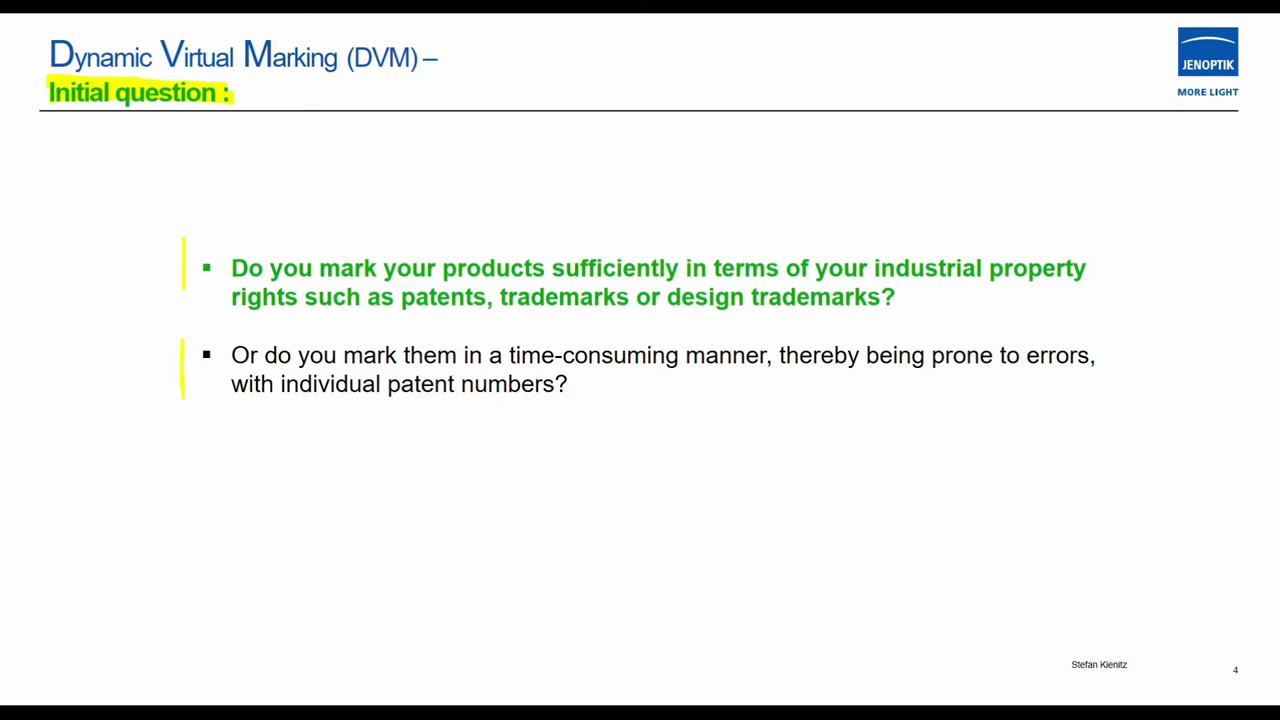 Dynamic Virtual Marking (DVM) –
Initial question :
JENOPTIK
MORE LIGHT
▪ Do you mark your products sufficiently in terms of your industrial property
rights such as patents, trademarks or design trademarks?
▪ Or do you mark them in a time-consuming manner, thereby being prone to errors,
with individual patent numbers?
Stefan Kienitz
4